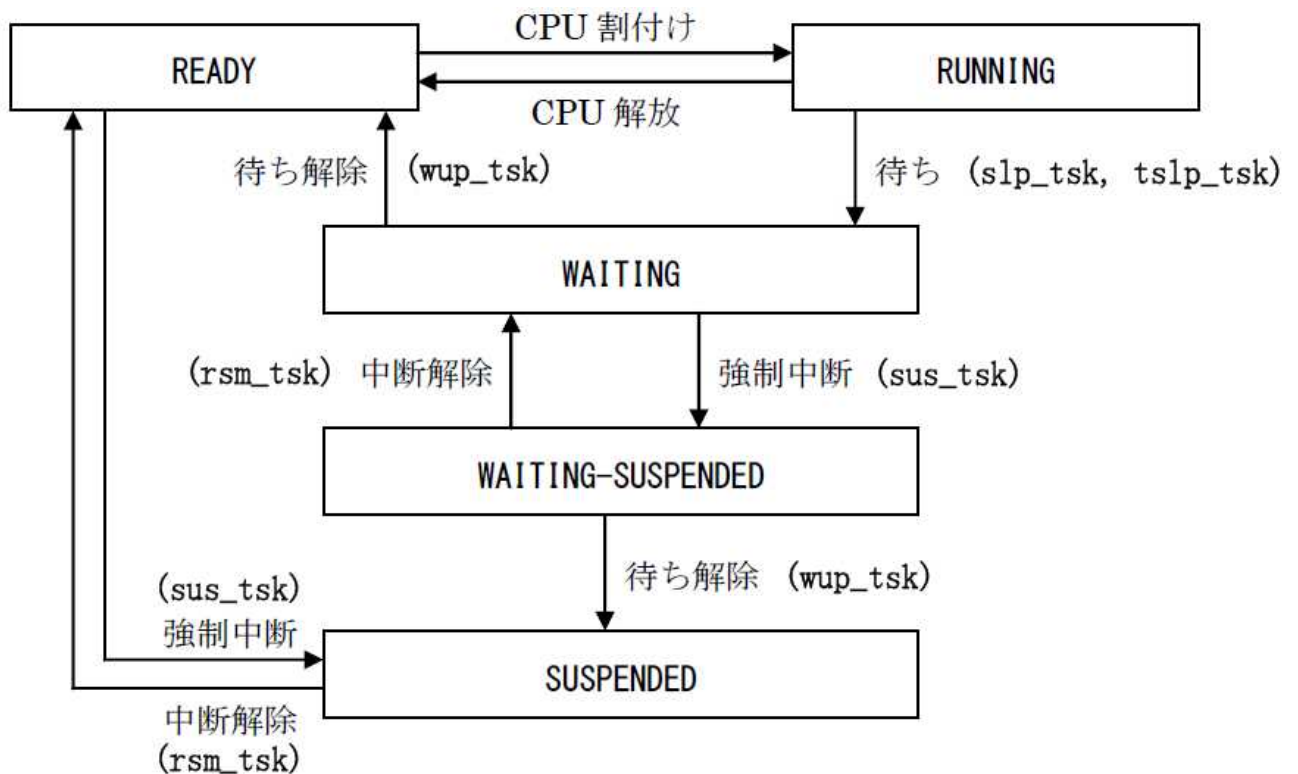 CPU 割付け
READY
RUNNING
CPU 解放
待ち解除 (wup_tsk)
待ち (slp_tsk, tslp_tsk)
WAITING
(rsm_tsk) 中断解除
強制中断 (sus_tsk)
WAITING-SUSPENDED
待ち解除 (wup_tsk)
(sus_tsk)
強制中断
SUSPENDED
中断解除
(rsm_tsk)